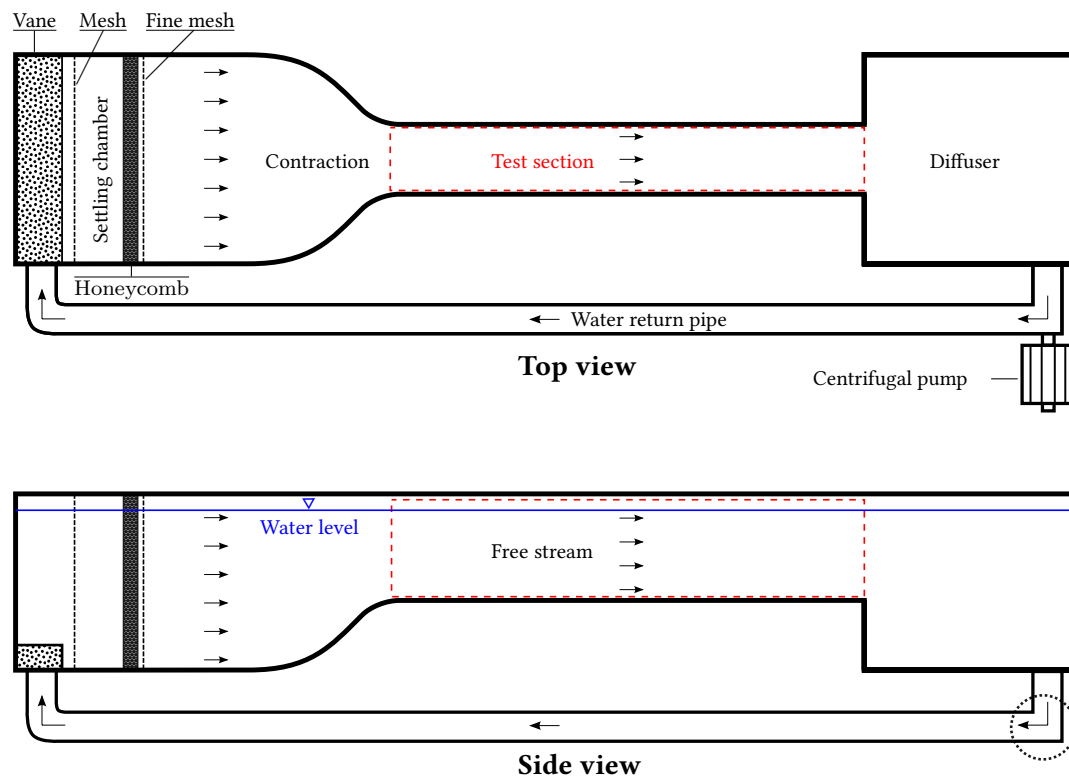 Vane
Mesh
Fine mesh
Settling chamber
Contraction
Test section
Diffuser
Honeycomb
Water return pipe
Top view
Centrifugal pump
Water level
Free stream
Side view